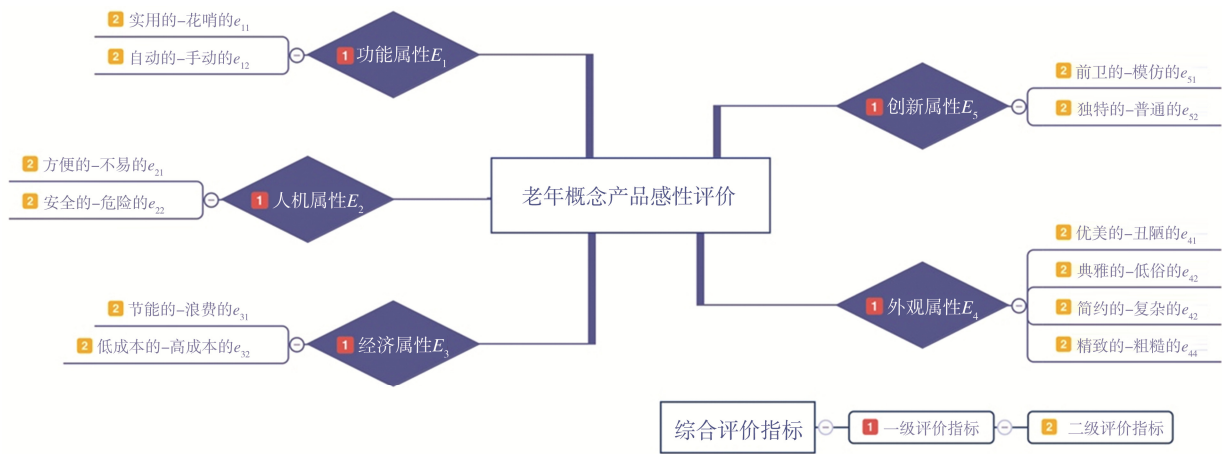 2 实用的–花哨的e11
2 自动的–手动的e12
1 功能属性E1
2 方便的–不易的e21
2 安全的–危险的e22
1 人机属性E2
2 节能的–浪费的e31
2 低成本的–高成本的e32
1 经济属性E3
老年概念产品感性评价
1 创新属性E5
2 前卫的–模仿的e51
2 独特的–普通的e52
1 外观属性E4
2 优美的–丑陋的e41
2 典雅的–低俗的e42
2 简约的–复杂的e42
2 精致的–粗糙的e44
综合评价指标
1 一级评价指标
2 二级评价指标